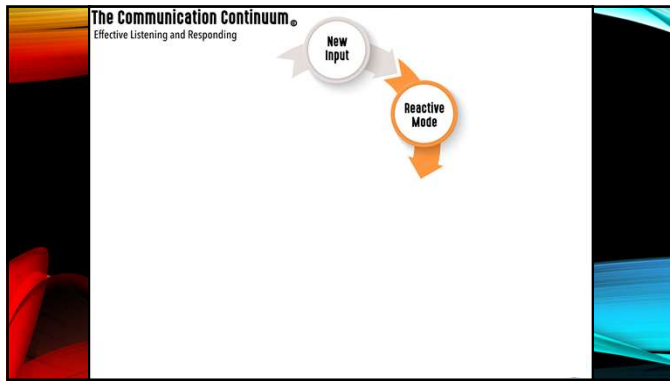 The Communication Continuum©
Effective Listening and Responding
New
Input
Reactive
Mode